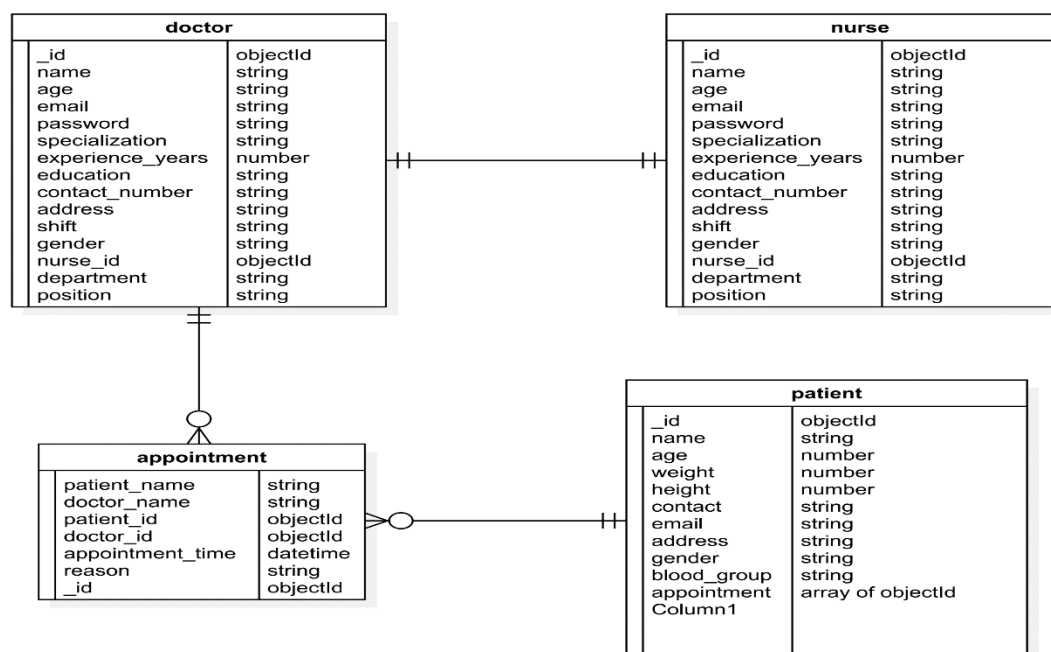 doctor
_id objectId
name string
age string
email string
password string
specialization string
experience_years number
education string
contact_number string
address string
shift string
gender string
nurse_id objectId
department string
position string
nurse
_id objectId
name string
age string
email string
password string
specialization string
experience_years number
education string
contact_number string
address string
shift string
gender string
nurse_id objectId
department string
position string
appointment
patient_name string
doctor_name string
patient_id objectId
doctor_id objectId
appointment_time datetime
reason string
_id objectId
patient
_id objectId
name string
age number
weight number
height number
contact string
email string
address string
gender string
blood_group string
appointment array of objectId
Column1